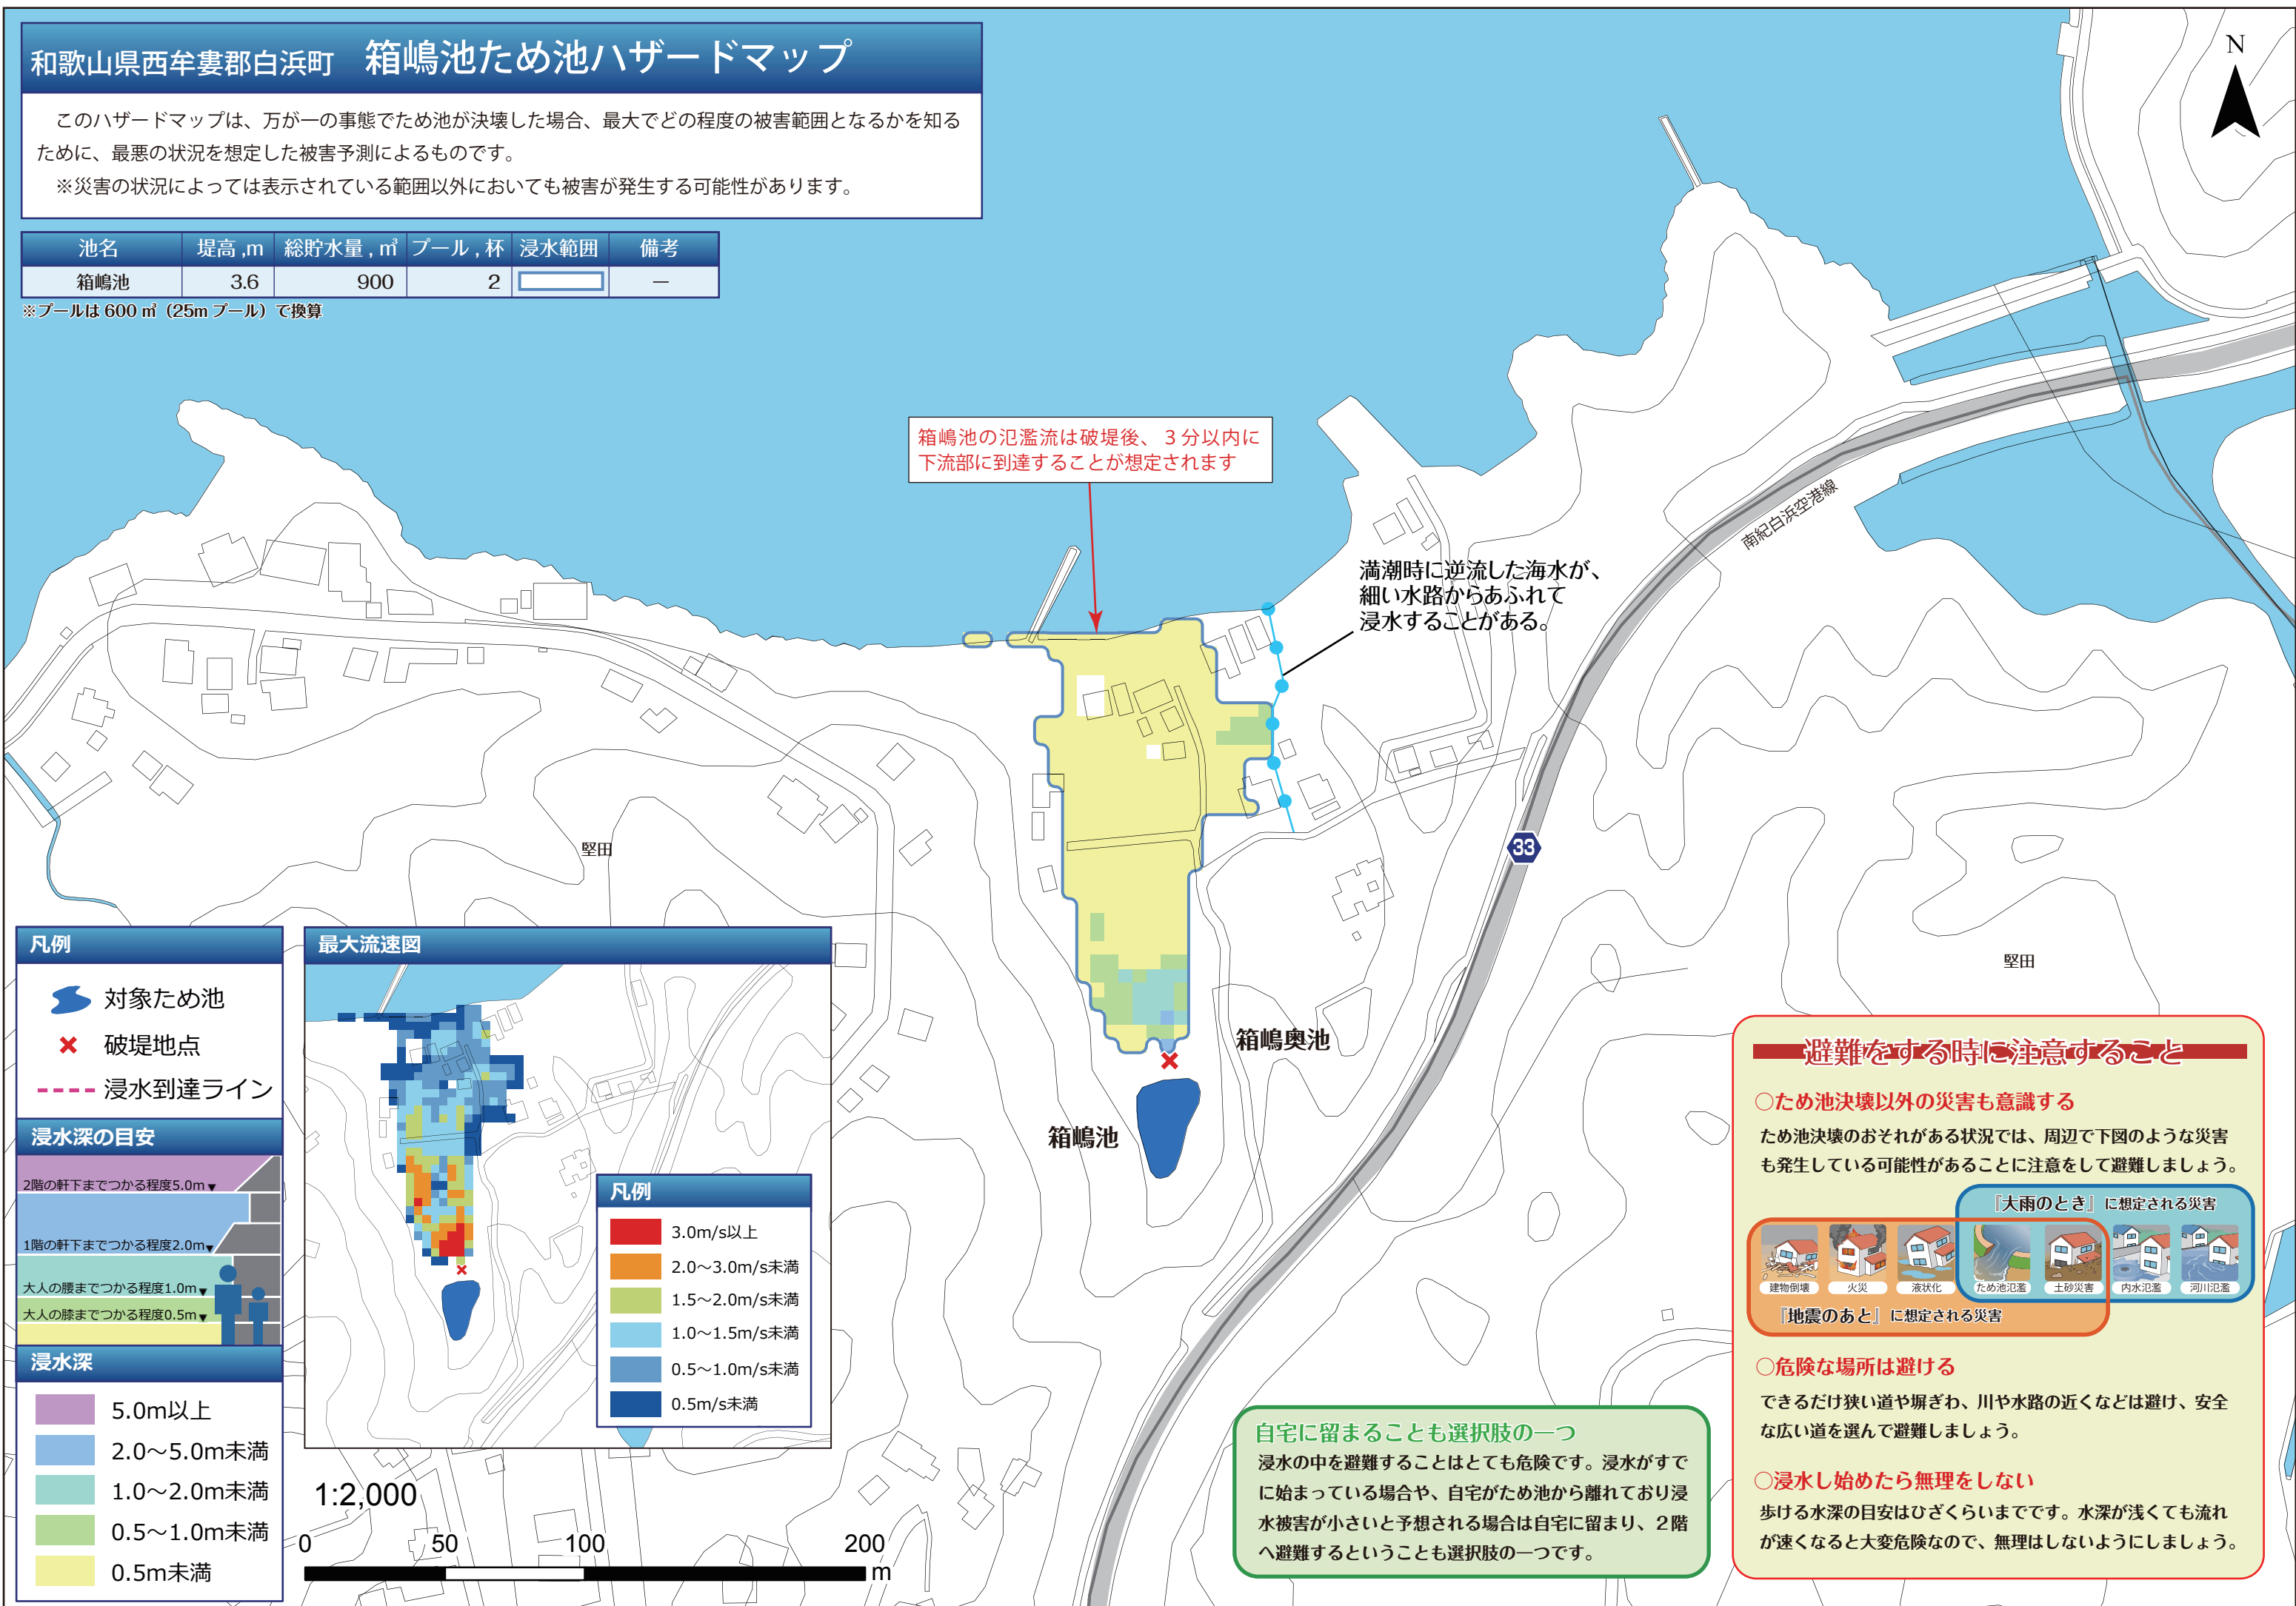 和歌山県西牟婁郡白浜町 箱嶋池ため池ハザードマップ
このハザードマップは、万が一の事態でため池が決壊した場合、最大でどの程度の被害範囲となるかを知る
ために、最悪の状況を想定した被害予測によるものです。
※災害の状況によっては表示されている範囲以外においても被害が発生する可能性があります。
池名 堤高,m 総貯水量,㎥ プール,杯 浸水範囲 備考
箱嶋池 3.6 900 2 －
※プールは 600 ㎥（25m プール）で換算
N
箱嶋池の氾濫流は破堤後、３分以内に
下流部に到達することが想定されます
満潮時に逆流した海水が、
細い水路からあふれて
浸水することがある。
南紀白浜空港線
33
堅田
堅田
箱嶋奥池
箱嶋池
凡例
対象ため池
破堤地点
浸水到達ライン
浸水深の目安
2階の軒下までつかる程度5.0m▼
1階の軒下までつかる程度2.0m▼
大人の腰までつかる程度1.0m▼
大人の膝までつかる程度0.5m▼
浸水深
5.0m以上
2.0～5.0m未満
1.0～2.0m未満
0.5～1.0m未満
0.5m未満
最大流速図
凡例
3.0m/s以上
2.0～3.0m/s未満
1.5～2.0m/s未満
1.0～1.5m/s未満
0.5～1.0m/s未満
0.5m/s未満
1:2,000
0 50 100 200
m
自宅に留まることも選択肢の一つ
浸水の中を避難することはとても危険です。浸水がすで
に始まっている場合や、自宅がため池から離れており浸
水被害が小さいと予想される場合は自宅に留まり、２階
へ避難するということも選択肢の一つです。
避難をする時に注意すること
○ため池決壊以外の災害も意識する
ため池決壊のおそれがある状況では、周辺で下図のような災害
も発生している可能性があることに注意をして避難しましょう。
『大雨のとき』に想定される災害
建物倒壊 火災 液状化 ため池氾濫 土砂災害 内水氾濫 河川氾濫
『地震のあと』に想定される災害
○危険な場所は避ける
できるだけ狭い道や塀ぎわ、川や水路の近くなどは避け、安全
な広い道を選んで避難しましょう。
○浸水し始めたら無理をしない
歩ける水深の目安はひざくらいまでです。水深が浅くても流れ
が速くなると大変危険なので、無理はしないようにしましょう。